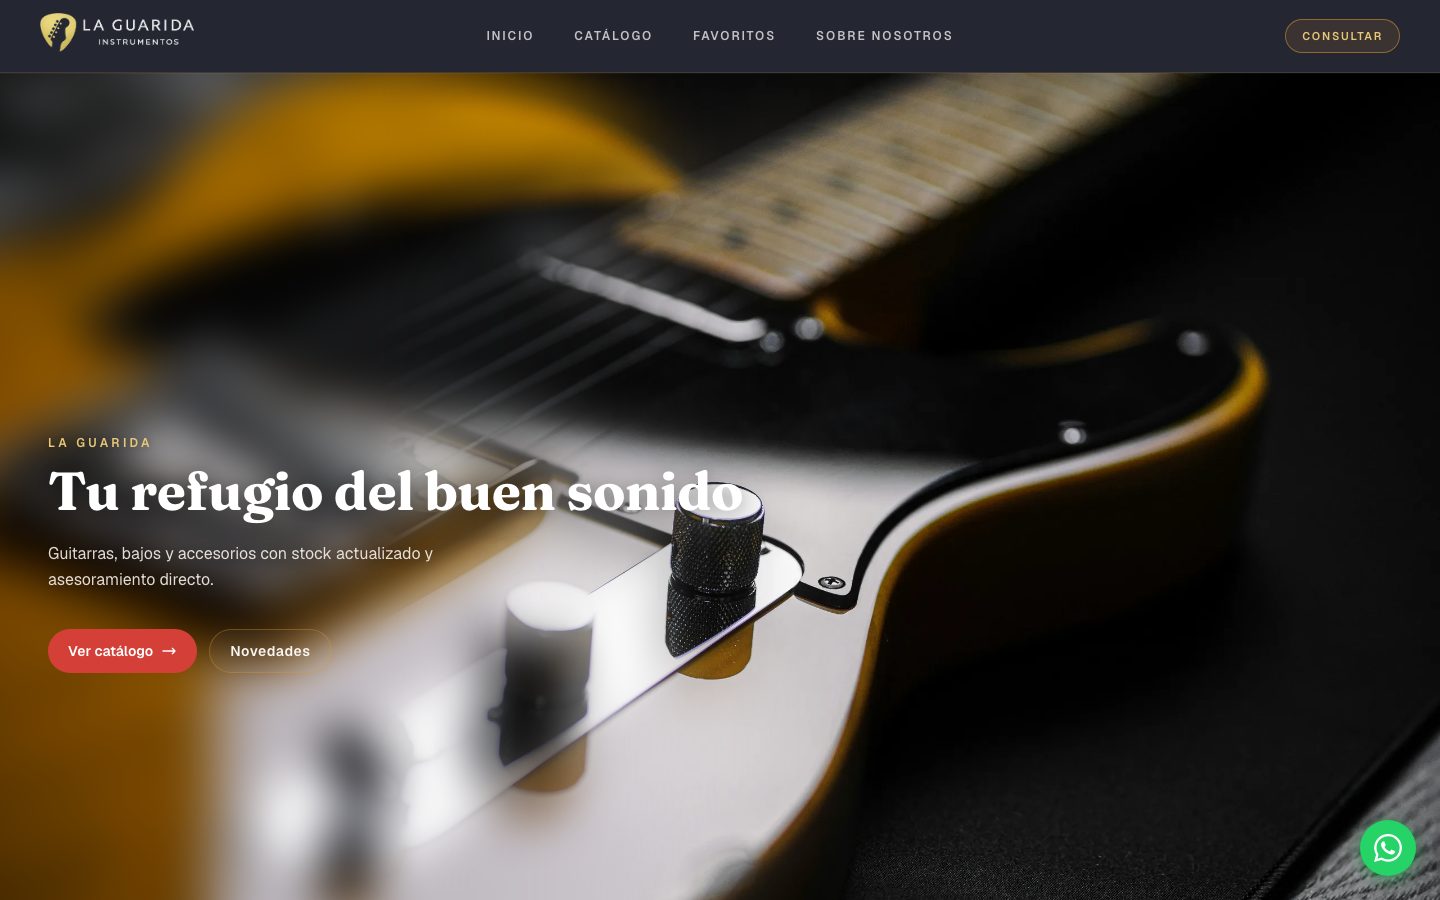 LA GUARIDA
INSTRUMENTOS
INICIO
CATÁLOGO
FAVORITOS
SOBRE NOSOTROS
CONSULTAR
LA GUARIDA
Tu refugio del buen sonido
Guitarras, bajos y accesorios con stock actualizado y
asesoramiento directo.
Ver catálogo →
Novedades